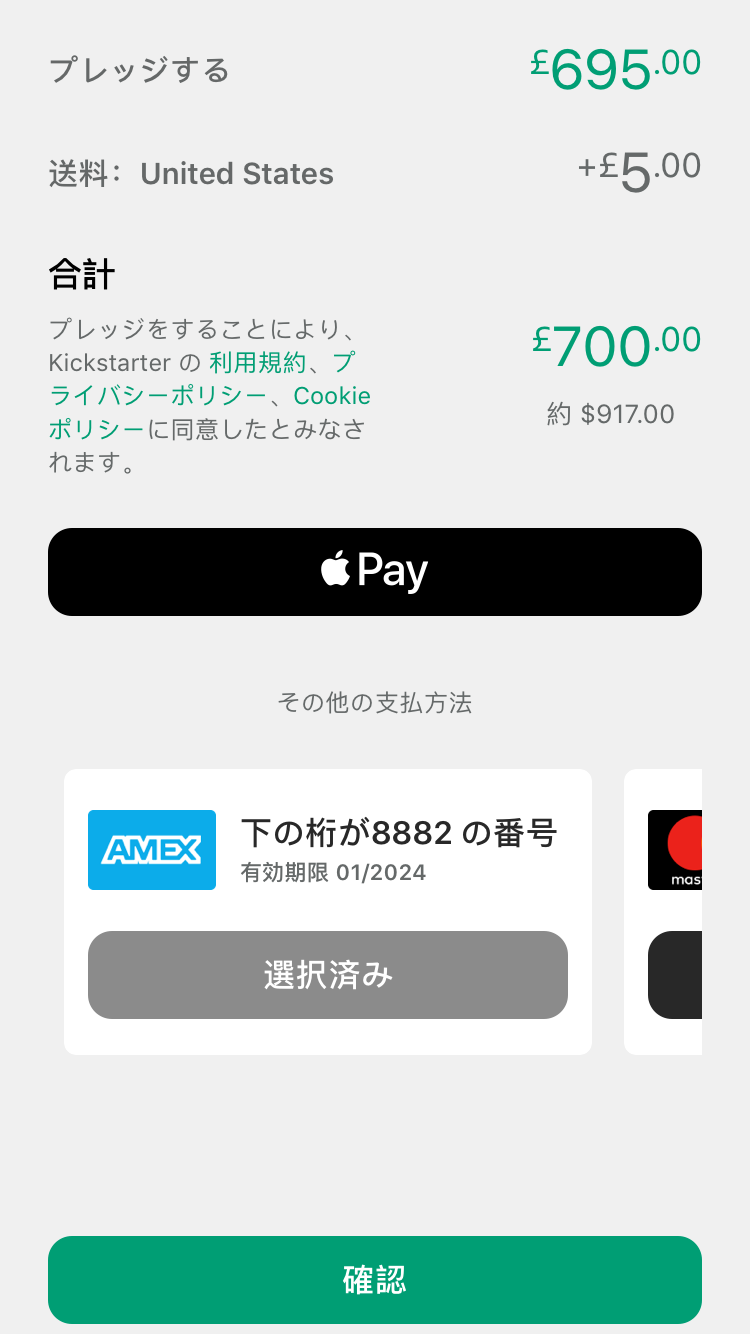 プレッジする £695.00
送料： United States +£5.00
合計
プレッジをすることにより、
Kickstarter の 利用規約、プ
ライバシーポリシー、Cookie
ポリシーに同意したとみなさ
れます。
£700.00
約 $917.00
Pay
その他の支払方法
AMEX
下の桁が8882 の番号
有効期限 01/2024
選択済み
mas
確認